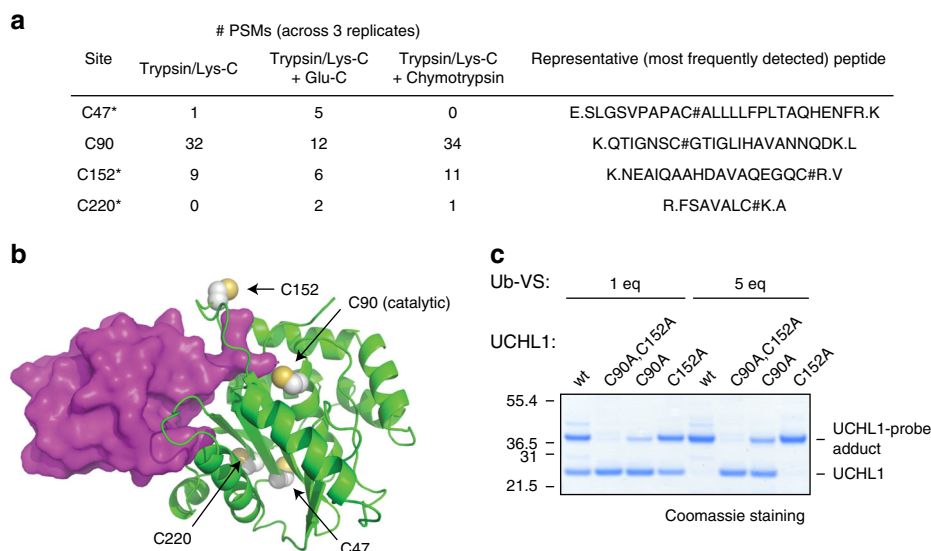 a
# PSMs (across 3 replicates)
Site Trypsin/Lys-C Trypsin/Lys-C + Glu-C Trypsin/Lys-C + Chymotrypsin Representative (most frequently detected) peptide
C47* 1 5 0 E.SLGSVPAPAC#ALLLLFPLTAQHENFR.K
C90 32 12 34 K.QTIGNSC#GTIGLIHAVANNQDK.L
C152* 9 6 11 K.NEAIQAAHDAVAQEGQC#R.V
C220* 0 2 1 R.FSAVALC#K.A
b
C152
C90 (catalytic)
C220
C47
c
Ub-VS: 1 eq 5 eq
UCHL1: wt C90A,C152A C90A C152A wt C90A,C152A C90A C152A
55.4
36.5
31
21.5
UCHL1-probe
adduct
UCHL1
Coomassie staining